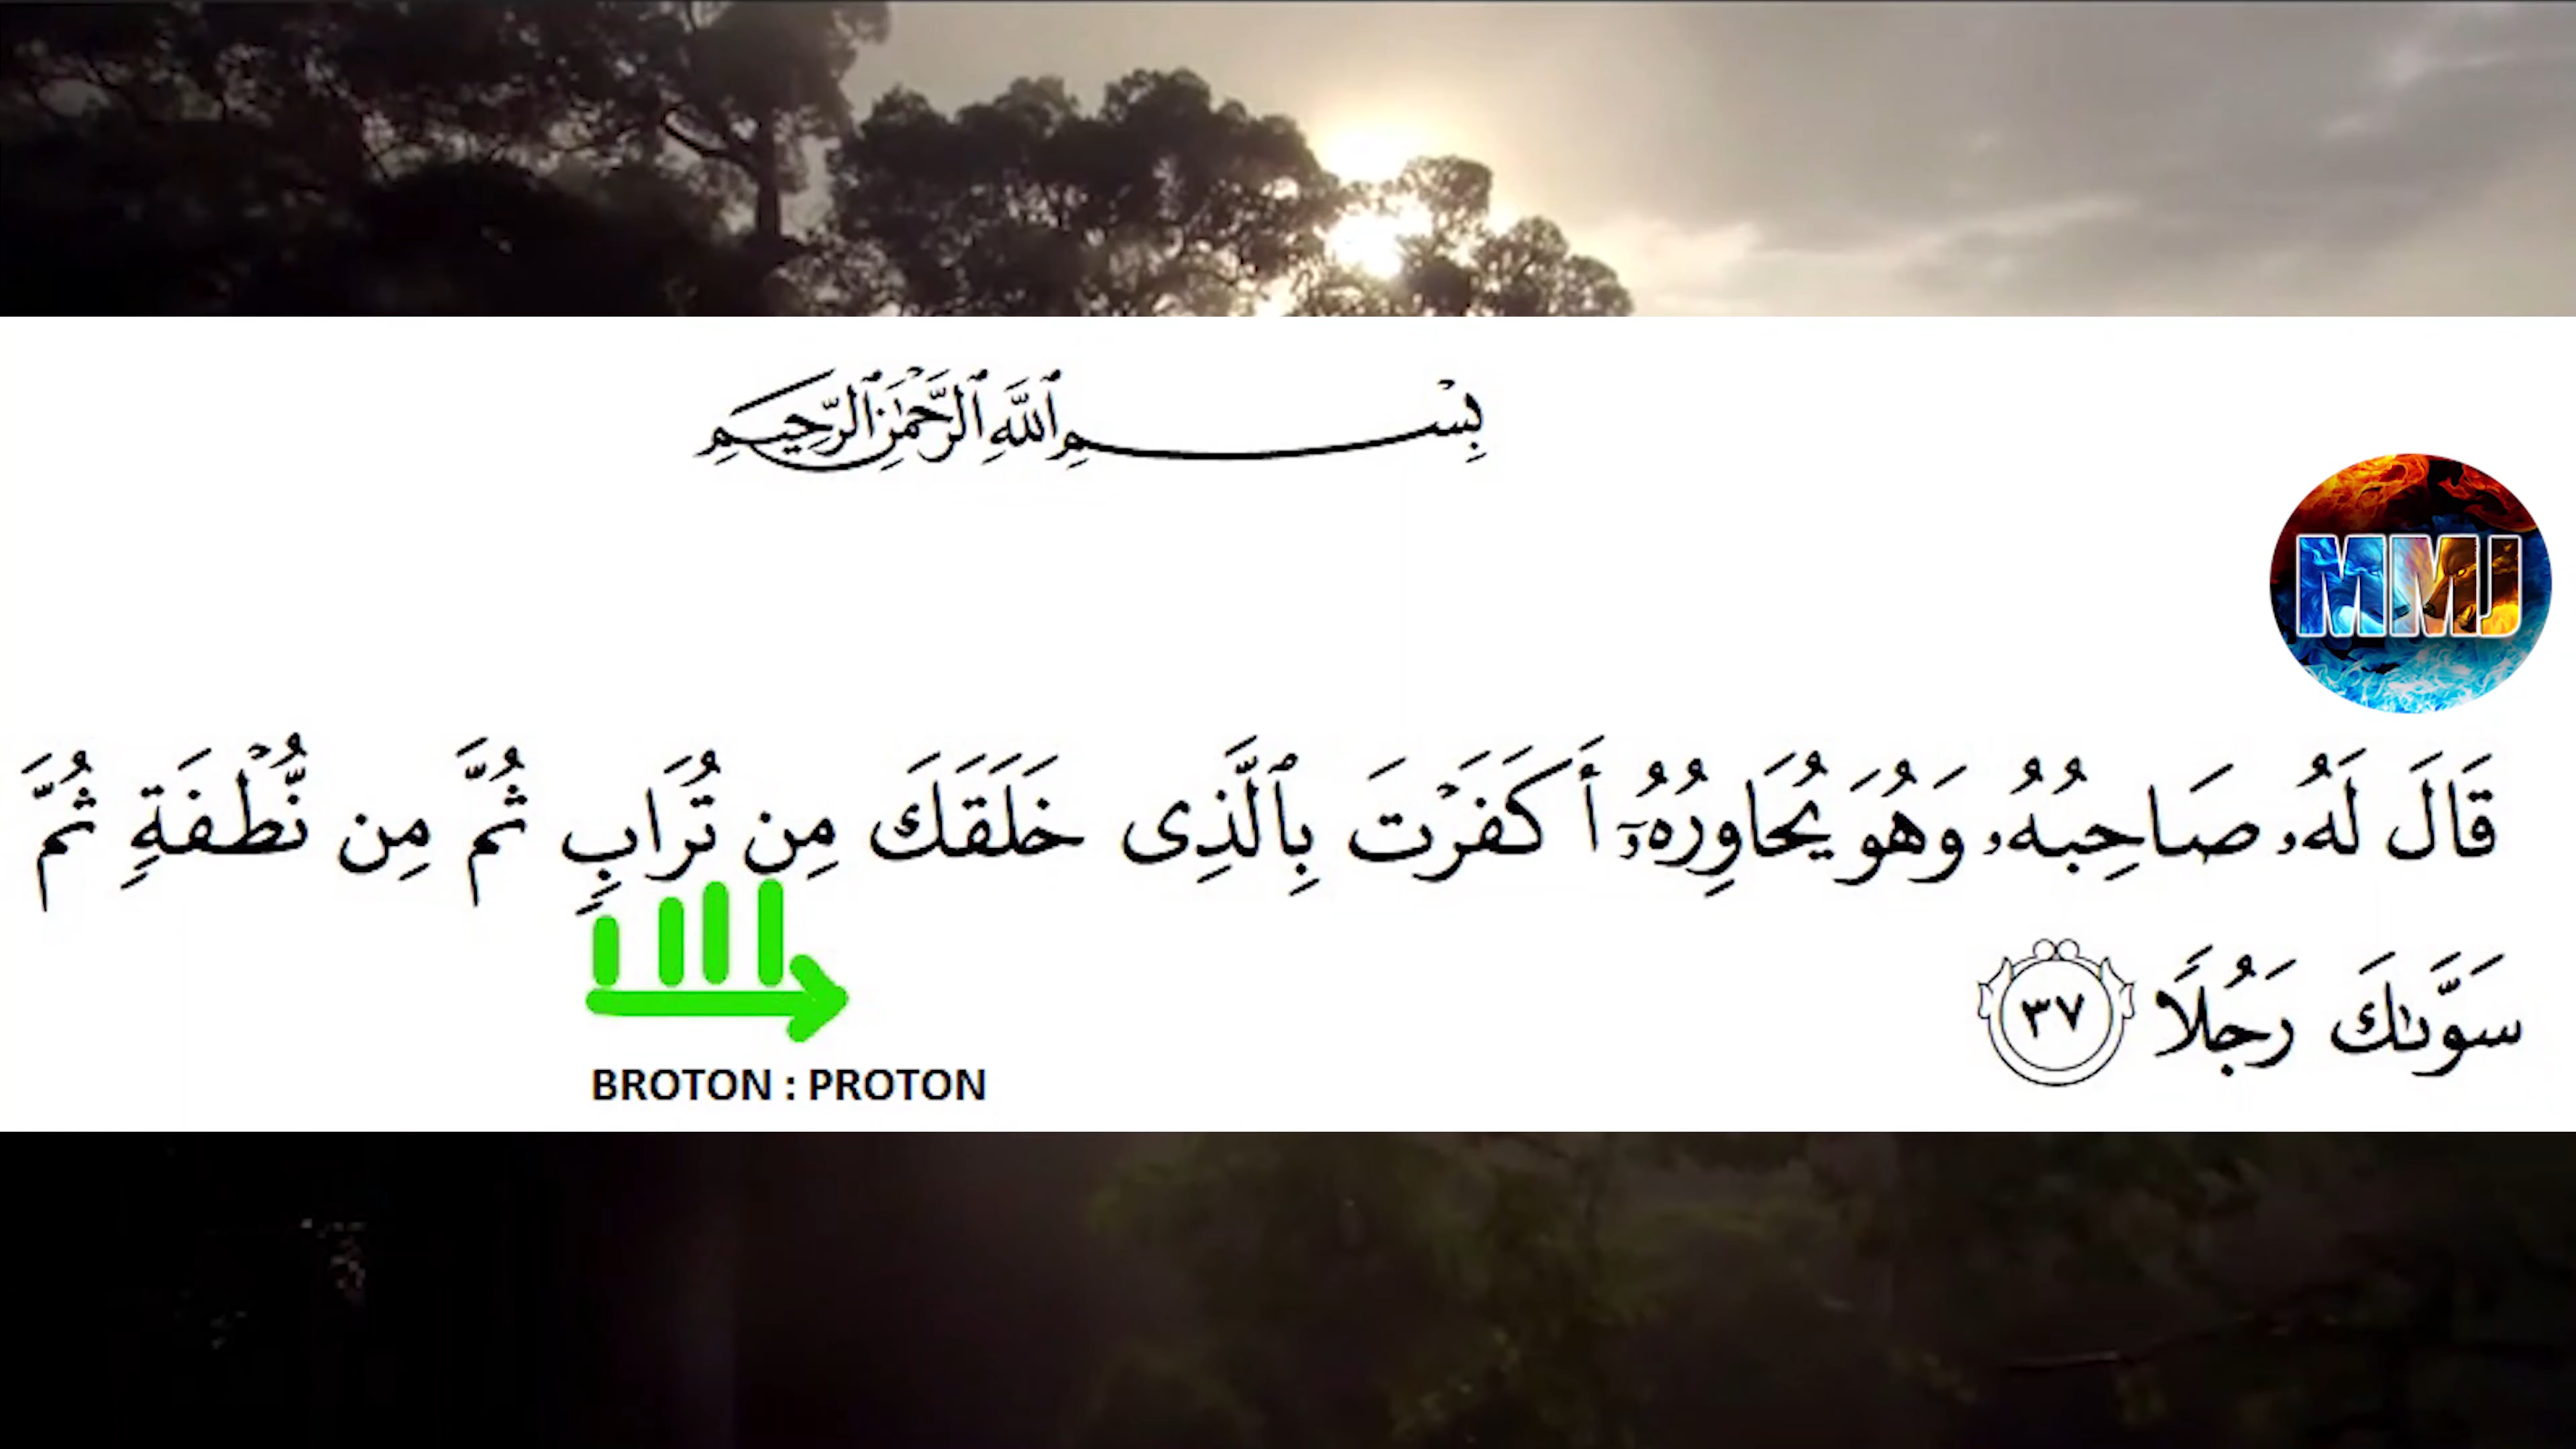 بِسْمِ ٱللَّهِ ٱلرَّحْمَٰنِ ٱلرَّحِيمِ
MMJ
قَالَ لَهُۥ صَاحِبُهُۥ وَهُوَ يُحَاوِرُهُۥٓ أَكَفَرْتَ بِٱلَّذِى خَلَقَكَ مِن تُرَابٍ ثُمَّ مِن نُّطْفَةٍ ثُمَّ
سَوَّىٰكَ رَجُلًا ٣٧
BROTON : PROTON